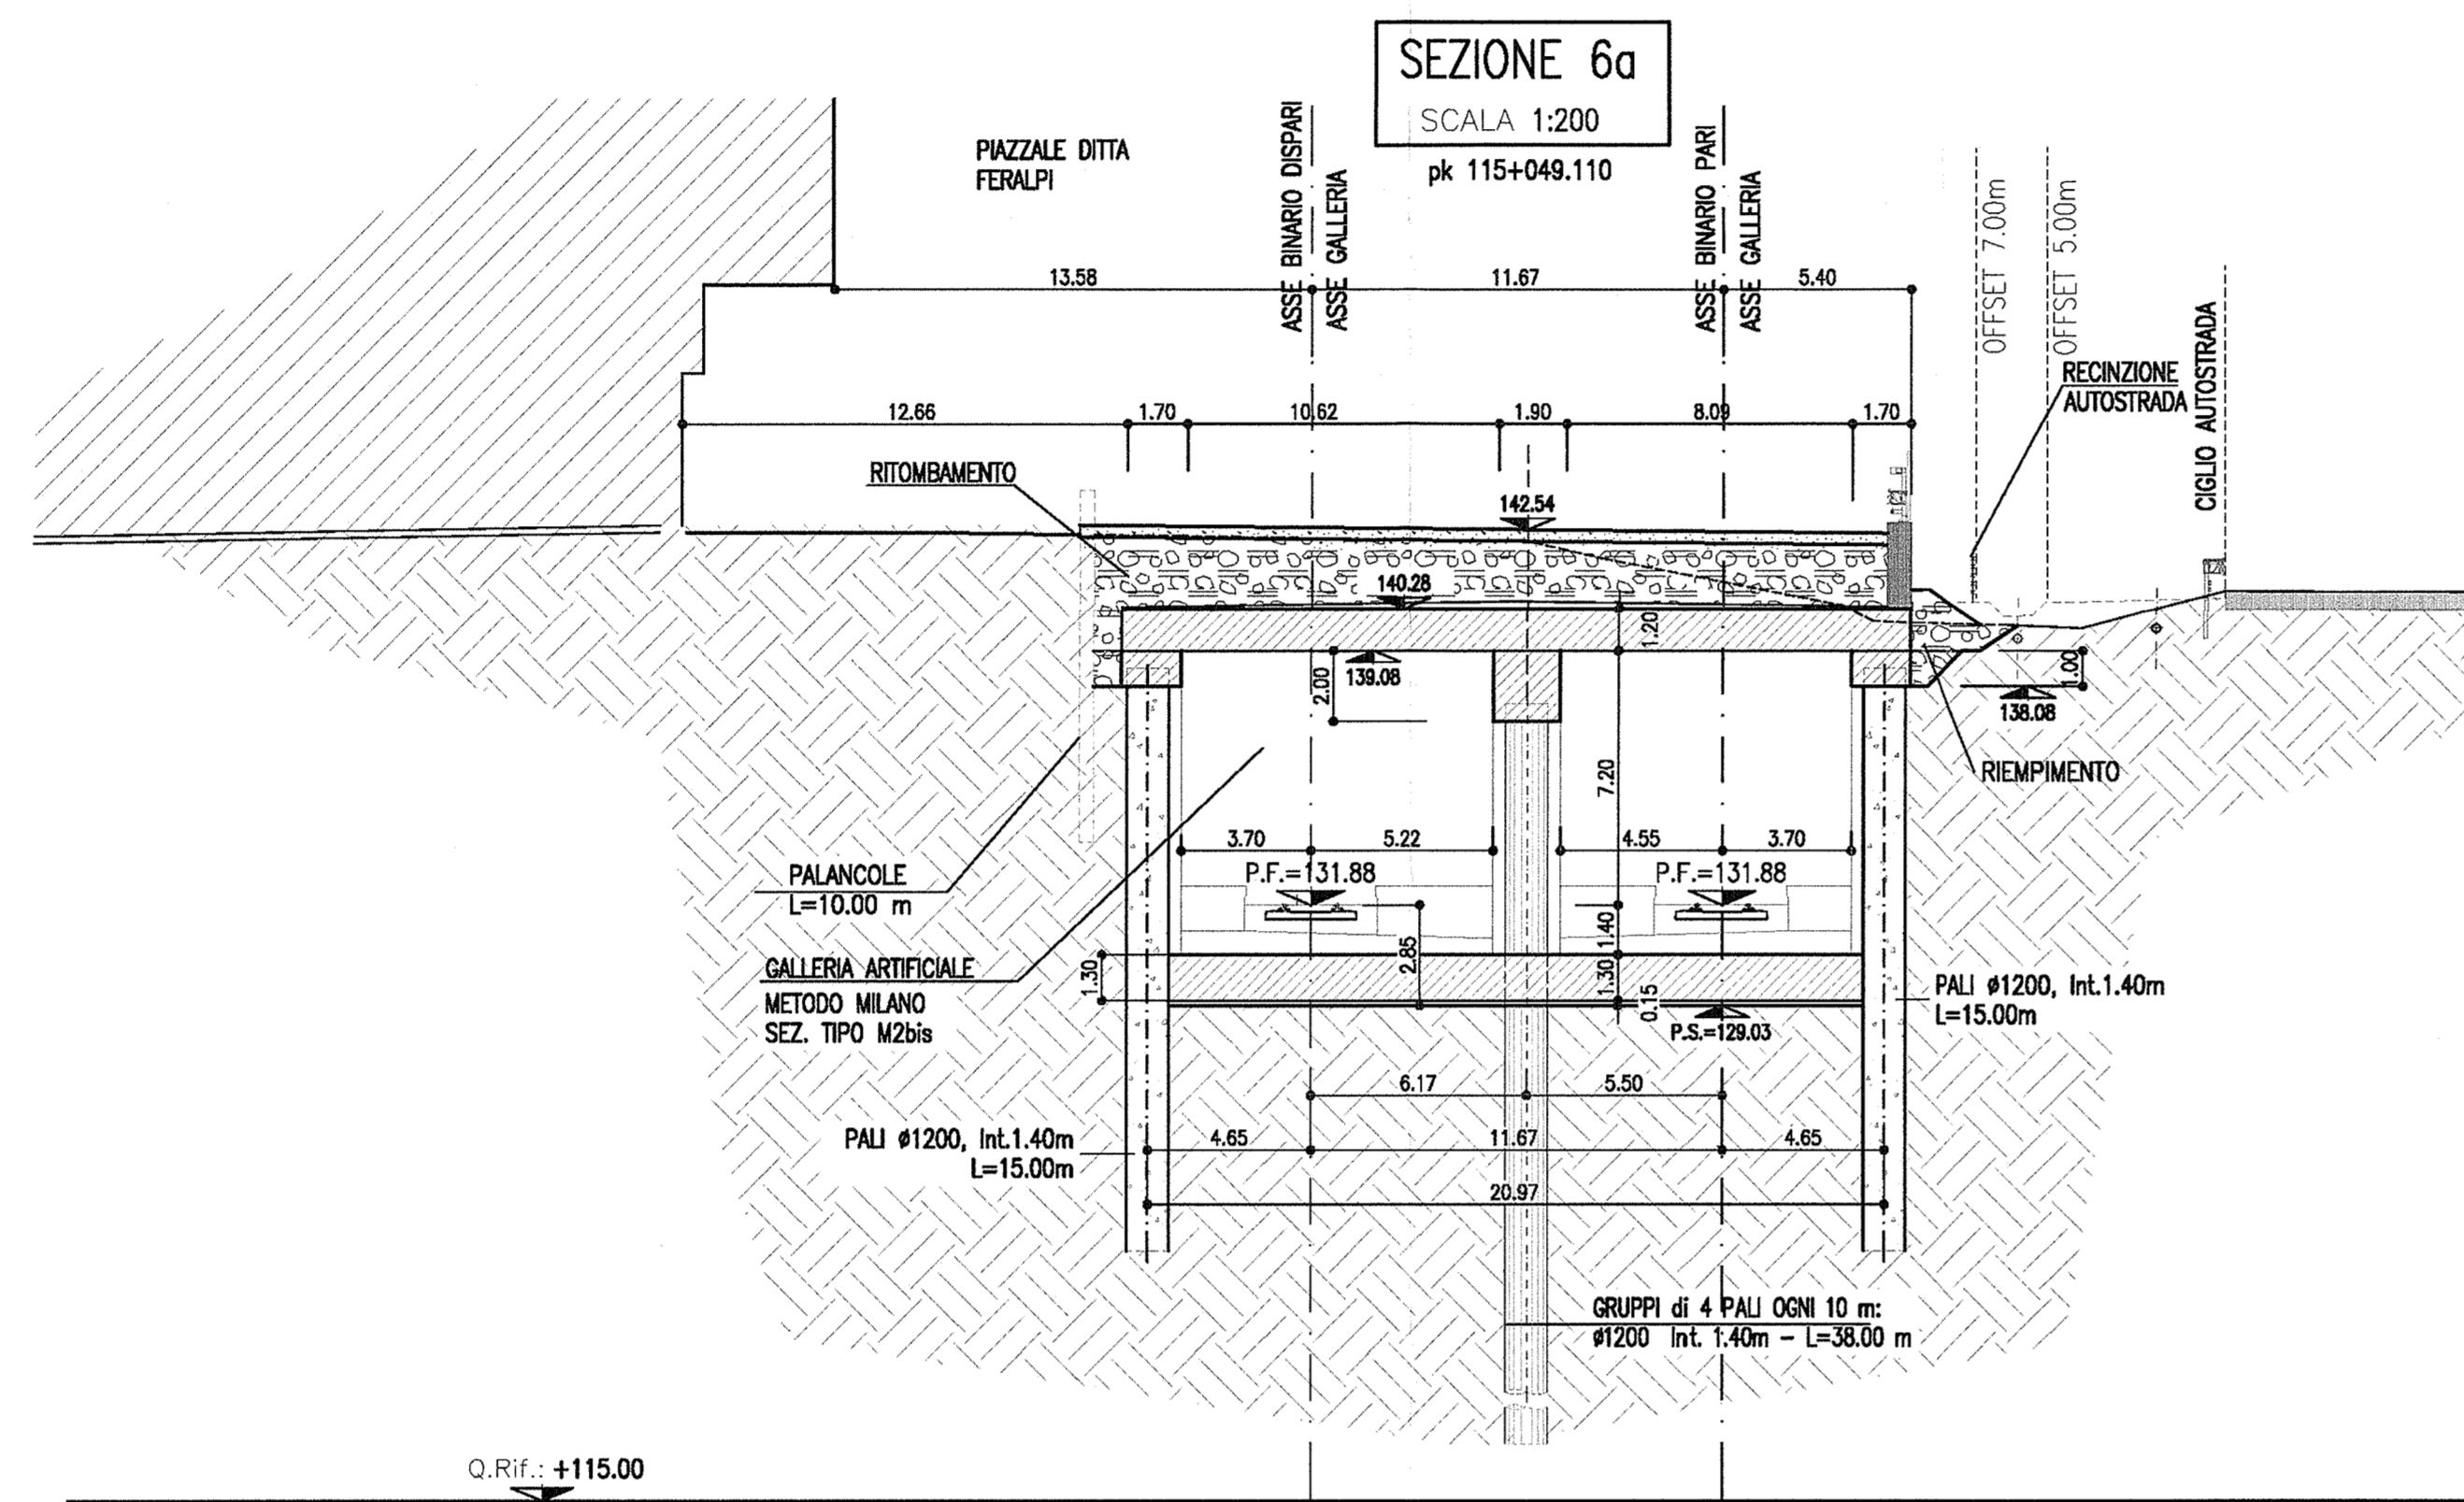 SEZIONE 6a
SCALA 1:200
pk 115+049.110
PIAZZALE DITTA
FERALPI
ASSE BINARIO DISPARI
ASSE GALLERIA
ASSE BINARIO PARI
ASSE GALLERIA
OFFSET 7.00m
OFFSET 5.00m
CIGLIO AUTOSTRADA
13.58
11.67
5.40
RECINZIONE
AUTOSTRADA
12.66
1.70
10.62
1.90
8.09
1.70
RITOMBAMENTO
142.54
140.28
1.20
2.00
139.08
1.00
138.08
7.20
RIEMPIMENTO
3.70
5.22
4.55
3.70
P.F.=131.88
P.F.=131.88
PALANCOLE
L=10.00 m
1.40
2.85
1.30
1.30
0.15
GALLERIA ARTIFICIALE
METODO MILANO
SEZ. TIPO M2bis
P.S.=129.03
PALI ø1200, Int.1.40m
L=15.00m
6.17
5.50
PALI ø1200, Int.1.40m
L=15.00m
4.65
11.67
4.65
20.97
GRUPPI di 4 PALI OGNI 10 m:
ø1200 Int. 1.40m - L=38.00 m
Q.Rif.: +115.00